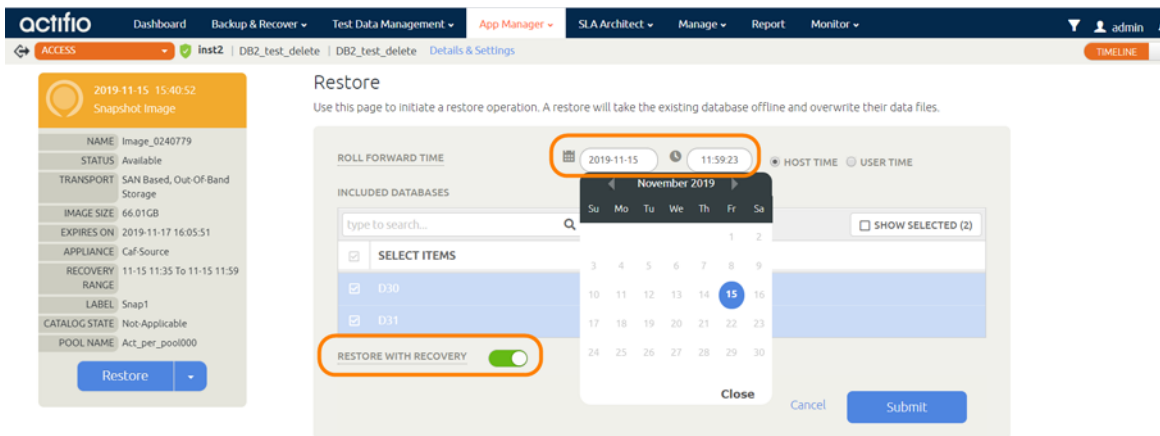 actifio Dashboard Backup & Recover Test Data Management App Manager SLA Architect Manage Report Monitor admin
ACCESS inst2 | DB2_test_delete | DB2_test_delete Details & Settings TIMELINE
2019-11-15 15:40:52
Snapshot Image
NAME Image_0240779
STATUS Available
TRANSPORT SAN Based, Out-Of-Band
Storage
IMAGE SIZE 66.01GB
EXPIRES ON 2019-11-17 16:05:51
APPLIANCE Caf-Source
RECOVERY 11-15 11:35 To 11-15 11:59
RANGE
LABEL Snap1
CATALOG STATE Not-Applicable
POOL NAME Act_per_pool000
Restore
Restore
Use this page to initiate a restore operation. A restore will take the existing database offline and overwrite their data files.
ROLL FORWARD TIME 2019-11-15 11:59:23 HOST TIME USER TIME
INCLUDED DATABASES
type to search... SHOW SELECTED (2)
SELECT ITEMS
D30
D31
RESTORE WITH RECOVERY
November 2019
Su Mo Tu We Th Fr Sa
1 2
3 4 5 6 7 8 9
10 11 12 13 14 15 16
17 18 19 20 21 22 23
24 25 26 27 28 29 30
Close
Cancel Submit